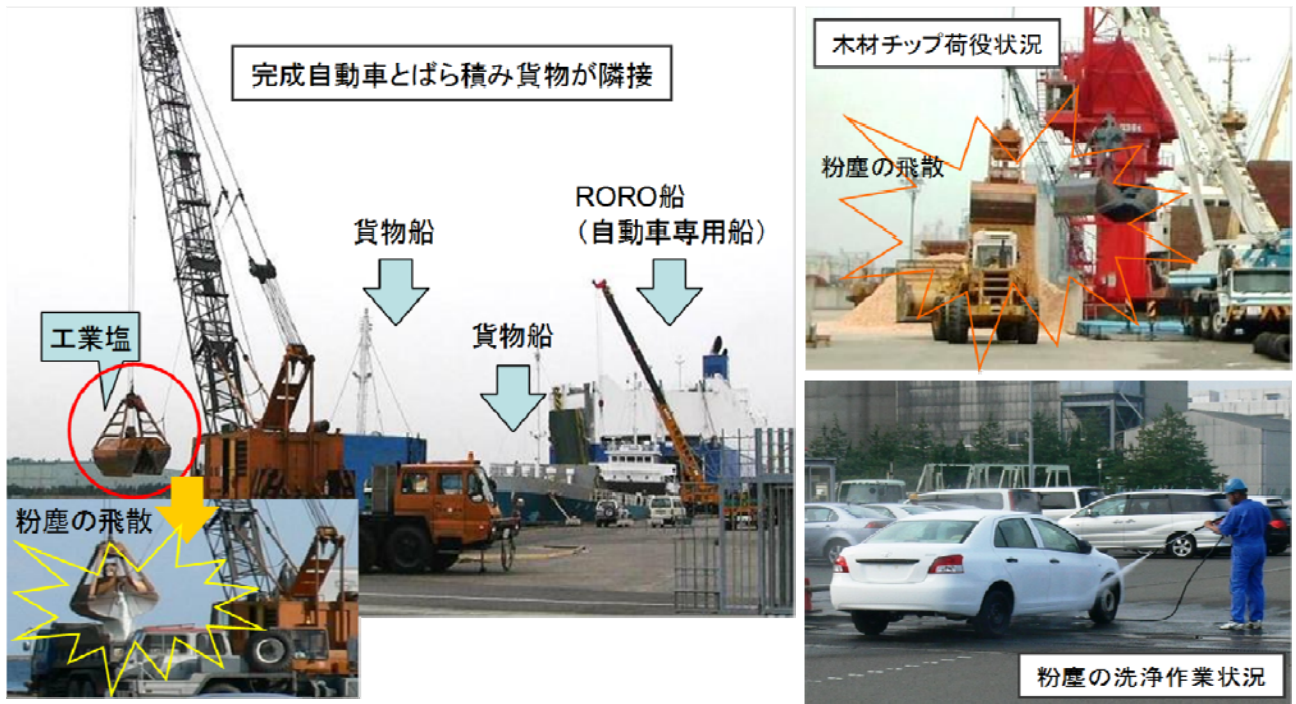 完成自動車とばら積み貨物が隣接
RORO船
(自動車専用船)
貨物船
貨物船
工業塩
粉塵の飛散
木材チップ荷役状況
粉塵の飛散
粉塵の洗浄作業状況